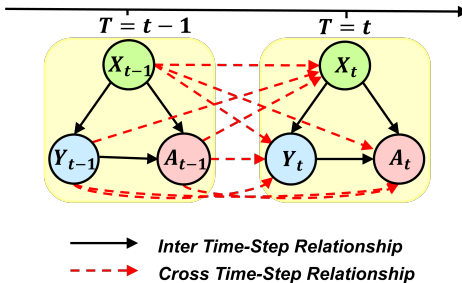 T = t − 1 T = t
X_{t−1} X_t
Y_{t−1} A_{t−1} Y_t A_t
Inter Time-Step Relationship
Cross Time-Step Relationship